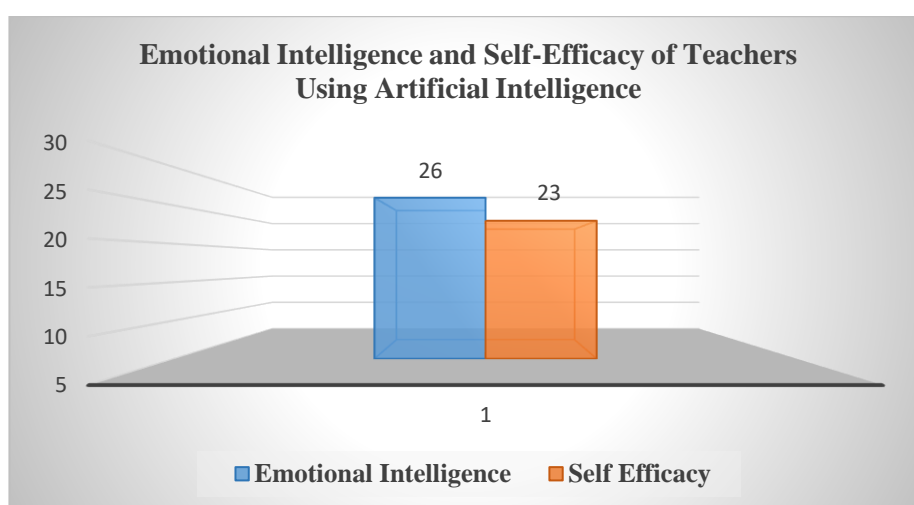 Emotional Intelligence and Self-Efficacy of Teachers
Using Artificial Intelligence
30
25
20
15
10
5
26
23
1
Emotional Intelligence
Self Efficacy